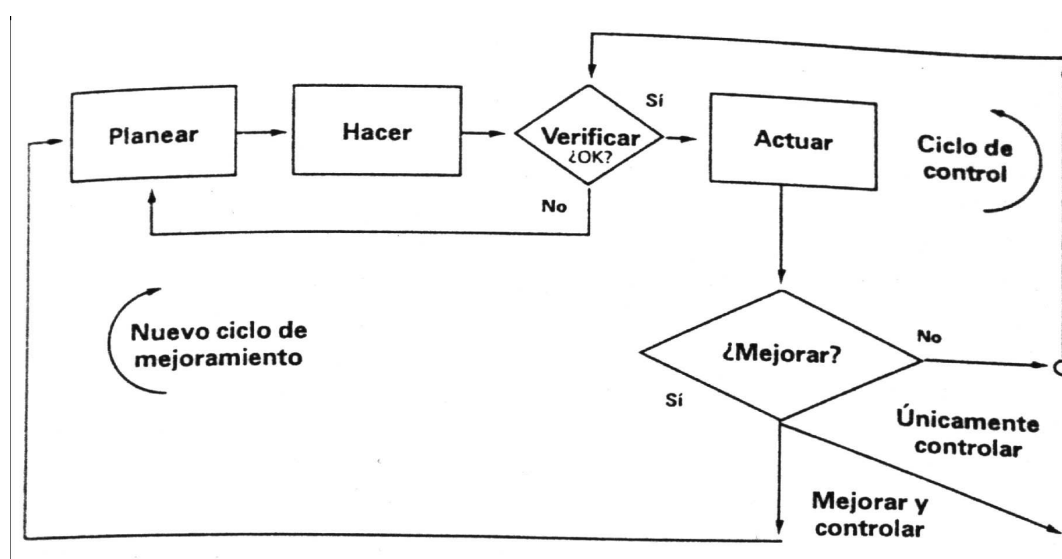 Planear
Hacer
Verificar
¿OK?
Sí
Actuar
Ciclo de
control
No
Nuevo ciclo de
mejoramiento
¿Mejorar?
No
Sí
Únicamente
controlar
Mejorar y
controlar